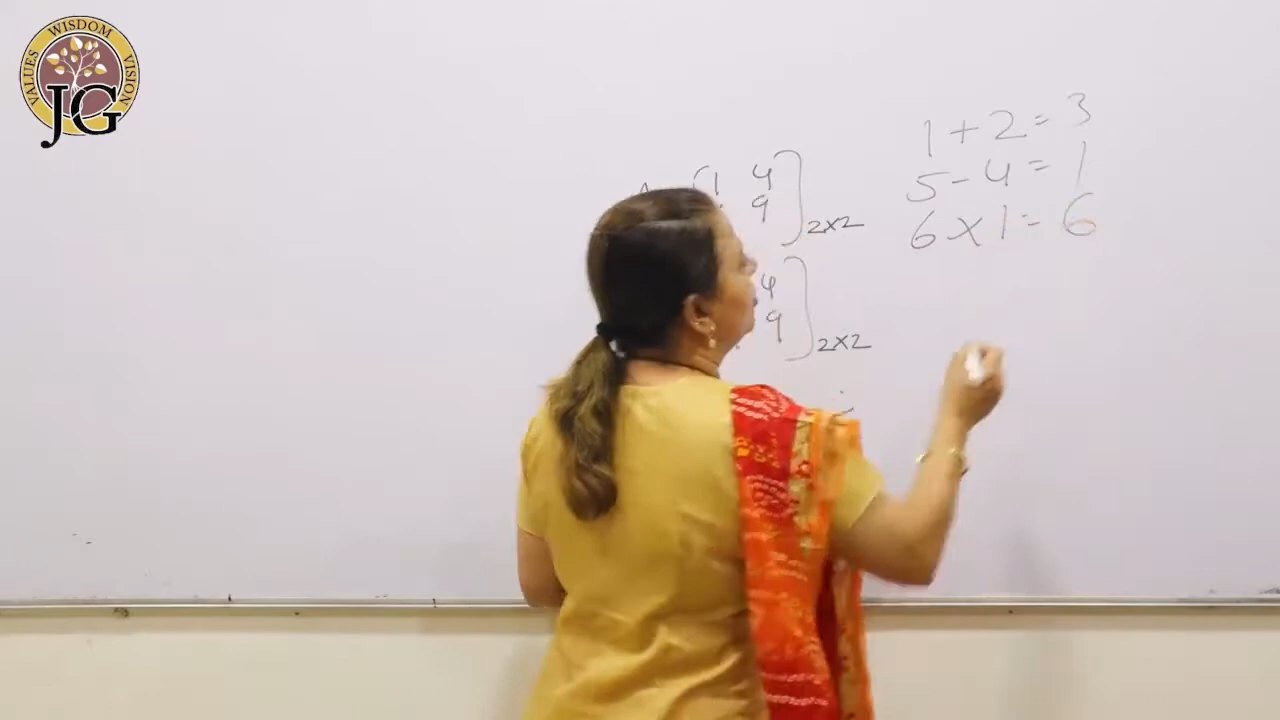 VALUES WISDOM VISION
JG
1 + 2 = 3
5 - 4 = 1
6 x 1 = 6
4
9
2x2
4
9
2x2